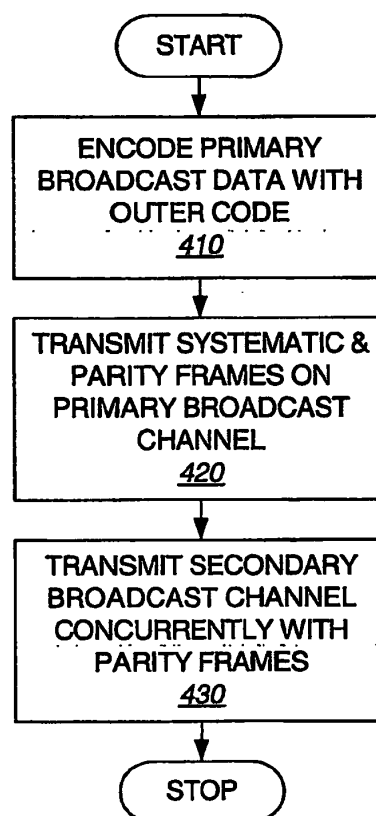 START
ENCODE PRIMARY
BROADCAST DATA WITH
OUTER CODE
410
TRANSMIT SYSTEMATIC &
PARITY FRAMES ON
PRIMARY BROADCAST
CHANNEL
420
TRANSMIT SECONDARY
BROADCAST CHANNEL
CONCURRENTLY WITH
PARITY FRAMES
430
STOP